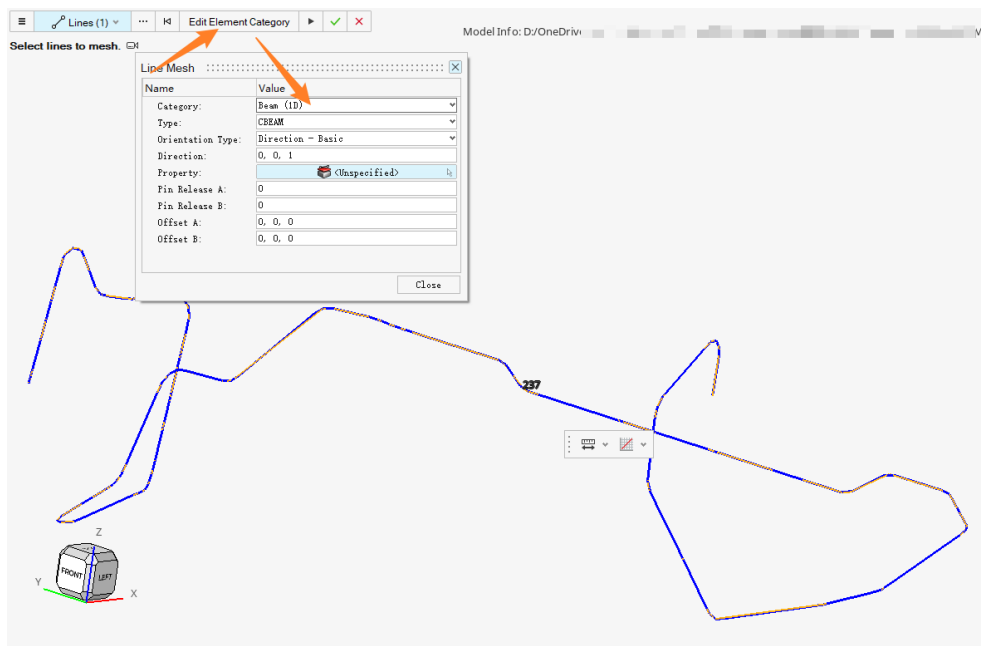 Lines (1)
Edit Element Category
Model Info: D:/OneDriv
Select lines to mesh.
Line Mesh
Name Value
Category: Beam (1D)
Type: CBEAM
Orientation Type: Direction - Basic
Direction: 0, 0, 1
Property: <Unspecified>
Pin Release A: 0
Pin Release B: 0
Offset A: 0, 0, 0
Offset B: 0, 0, 0
Close
237
Z
FRONT
LEFT
Y
X